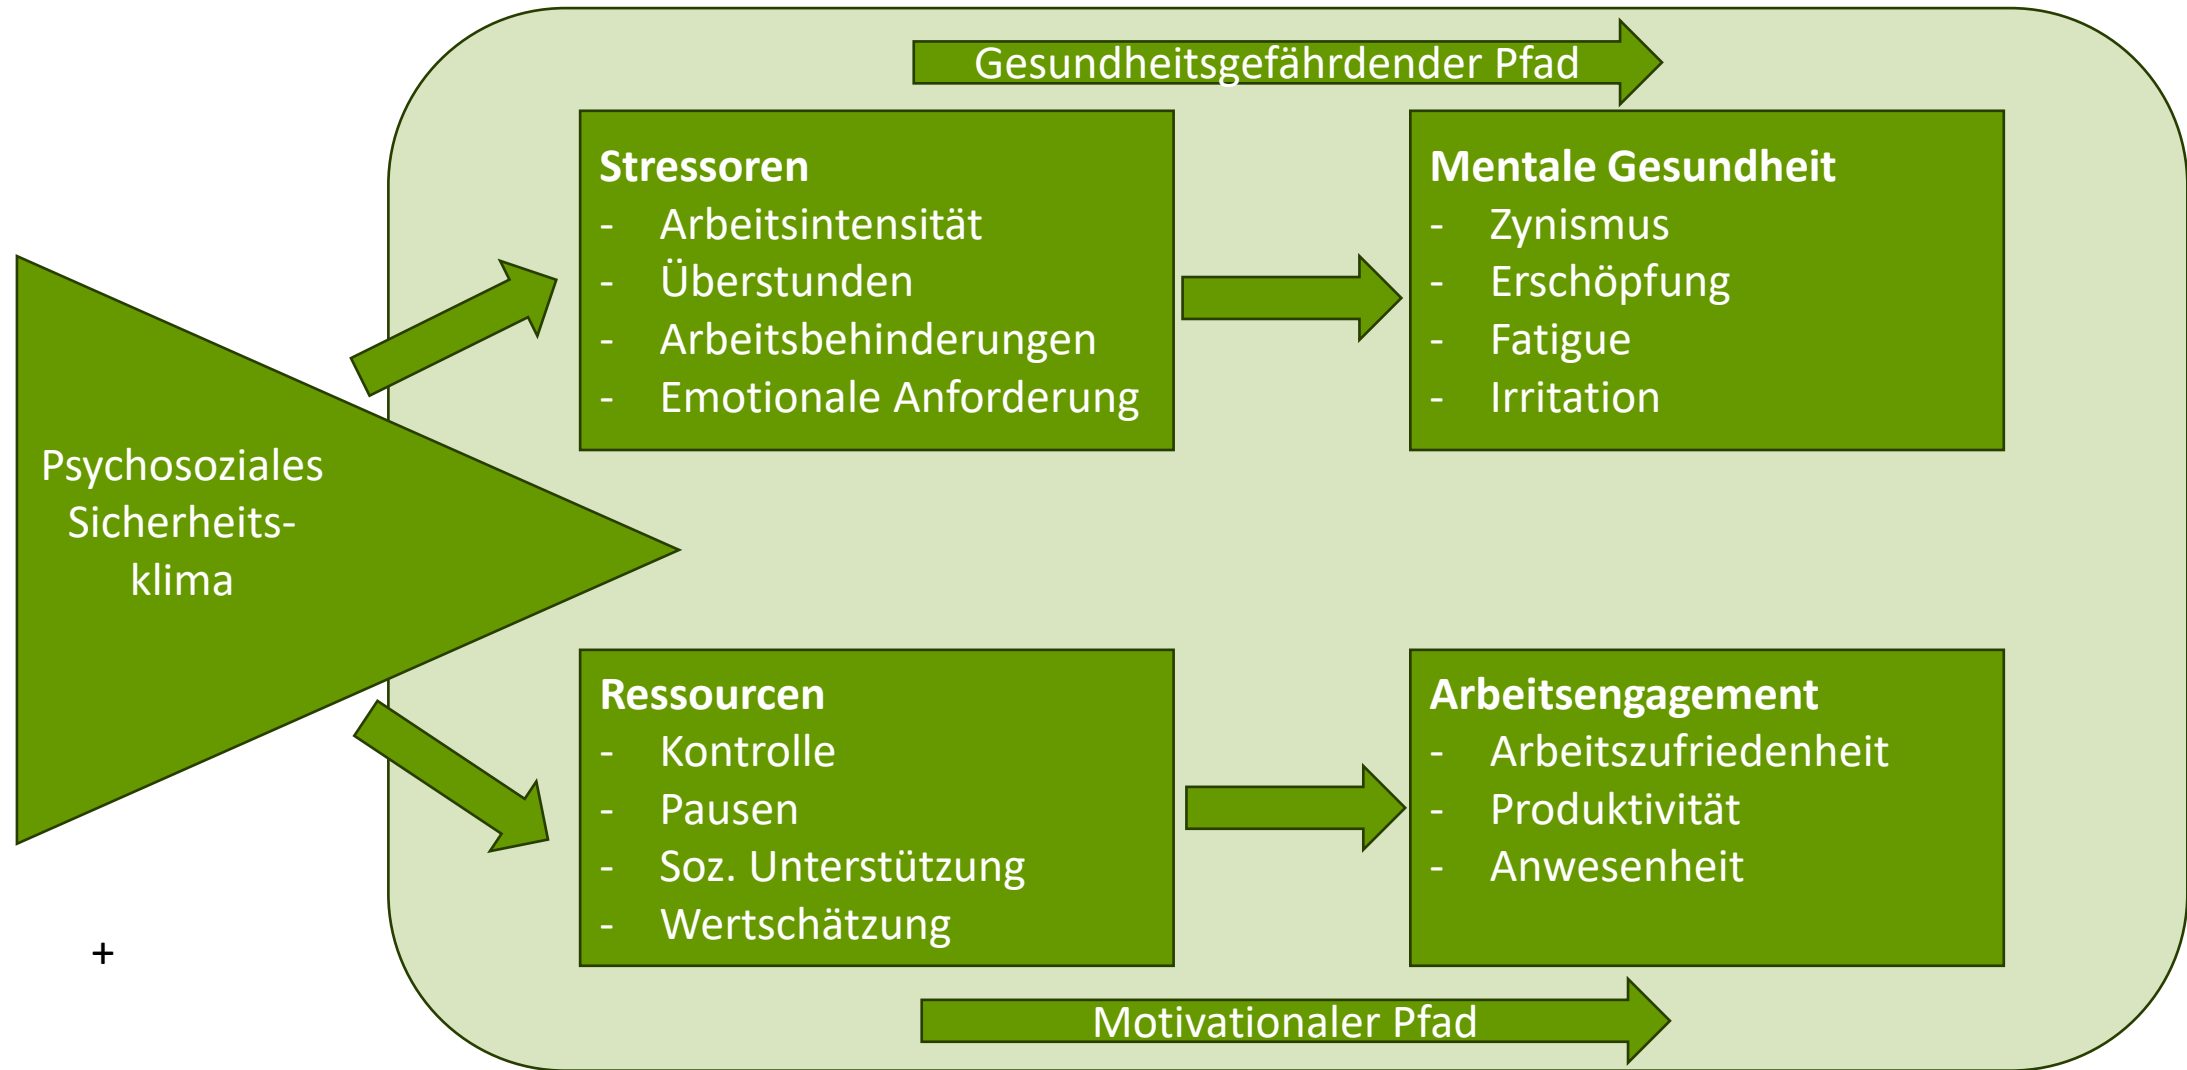 Gesundheitsgefährdender Pfad
Stressoren
- Arbeitsintensität
- Überstunden
- Arbeitsbehinderungen
- Emotionale Anforderung
Mentale Gesundheit
- Zynismus
- Erschöpfung
- Fatigue
- Irritation
Psychosoziales
Sicherheits-
klima
Ressourcen
- Kontrolle
- Pausen
- Soz. Unterstützung
- Wertschätzung
Arbeitsengagement
- Arbeitszufriedenheit
- Produktivität
- Anwesenheit
+
Motivationaler Pfad